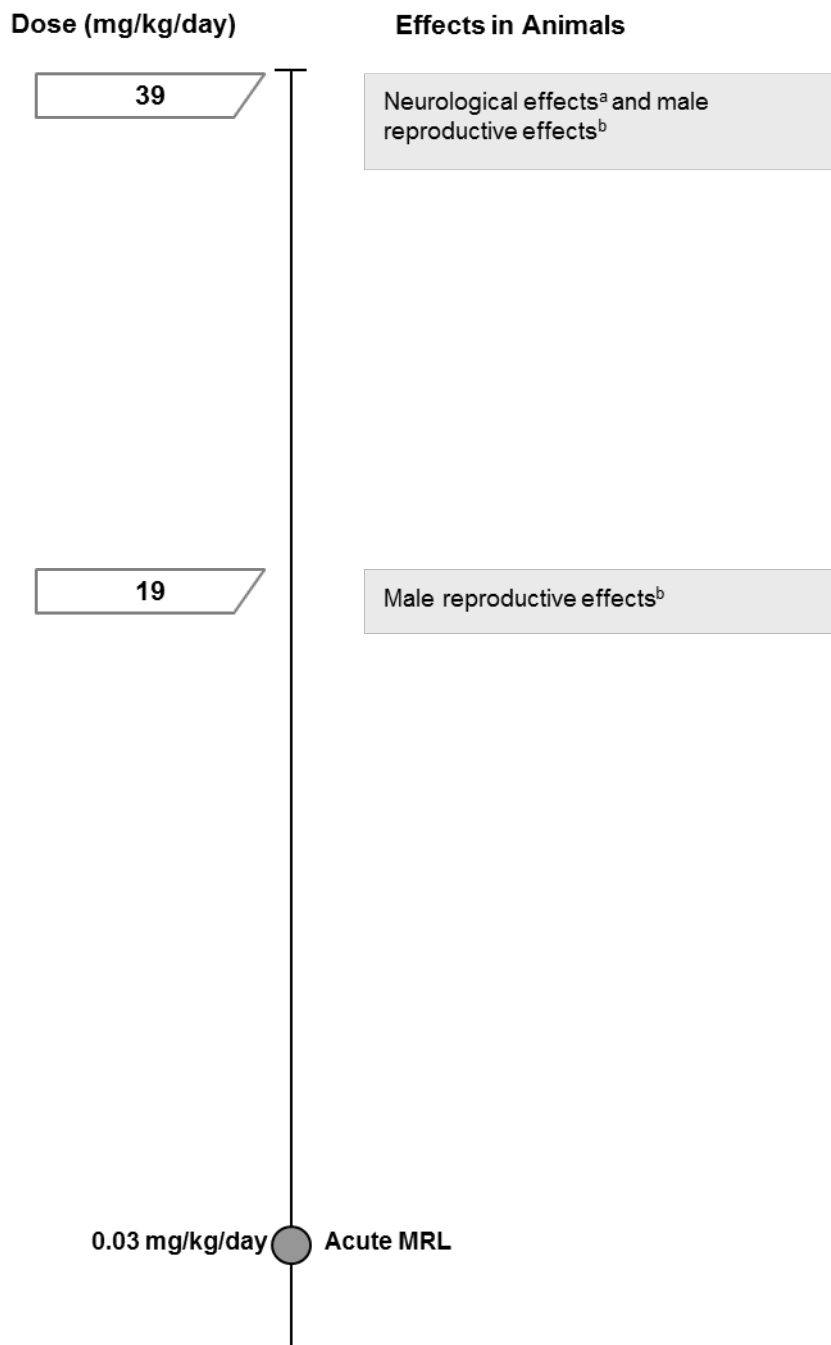 Dose (mg/kg/day) Effects in Animals
39
Neurological effectsᵃ and male
reproductive effectsᵇ
19
Male reproductive effectsᵇ
0.03 mg/kg/day Acute MRL